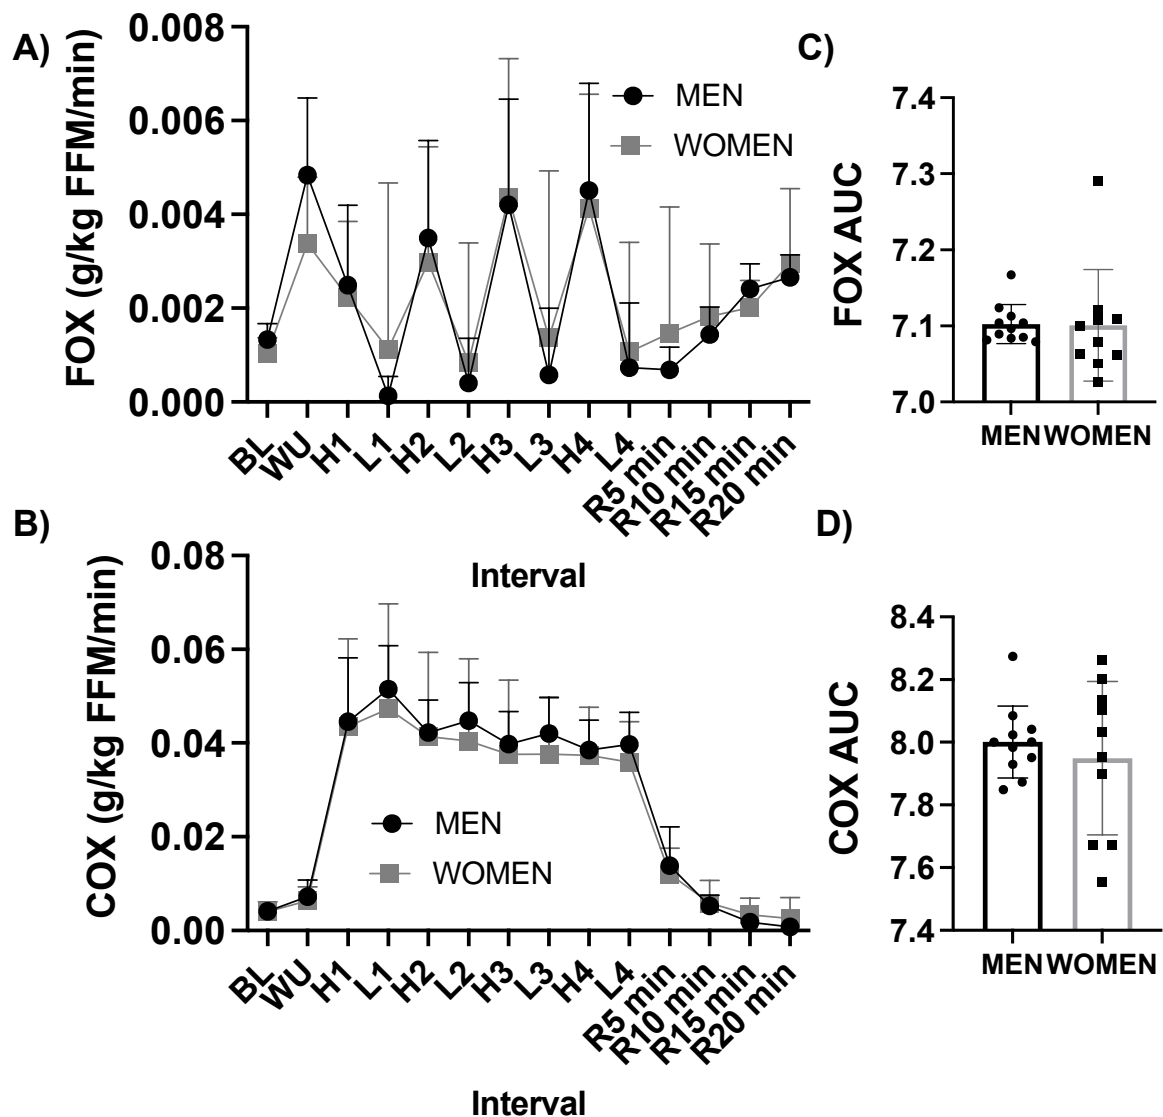 A)
FOX (g/kg FFM/min)
0.008
0.006
0.004
0.002
0.000
MEN
WOMEN
BL
WU
H1
L1
H2
L2
H3
L3
H4
L4
R5 min
R10 min
R15 min
R20 min
Interval
C)
FOX AUC
7.4
7.3
7.2
7.1
7.0
MEN
WOMEN
B)
COX (g/kg FFM/min)
0.08
0.06
0.04
0.02
0.00
MEN
WOMEN
BL
WU
H1
L1
H2
L2
H3
L3
H4
L4
R5 min
R10 min
R15 min
R20 min
Interval
D)
COX AUC
8.4
8.2
8.0
7.8
7.6
7.4
MEN
WOMEN